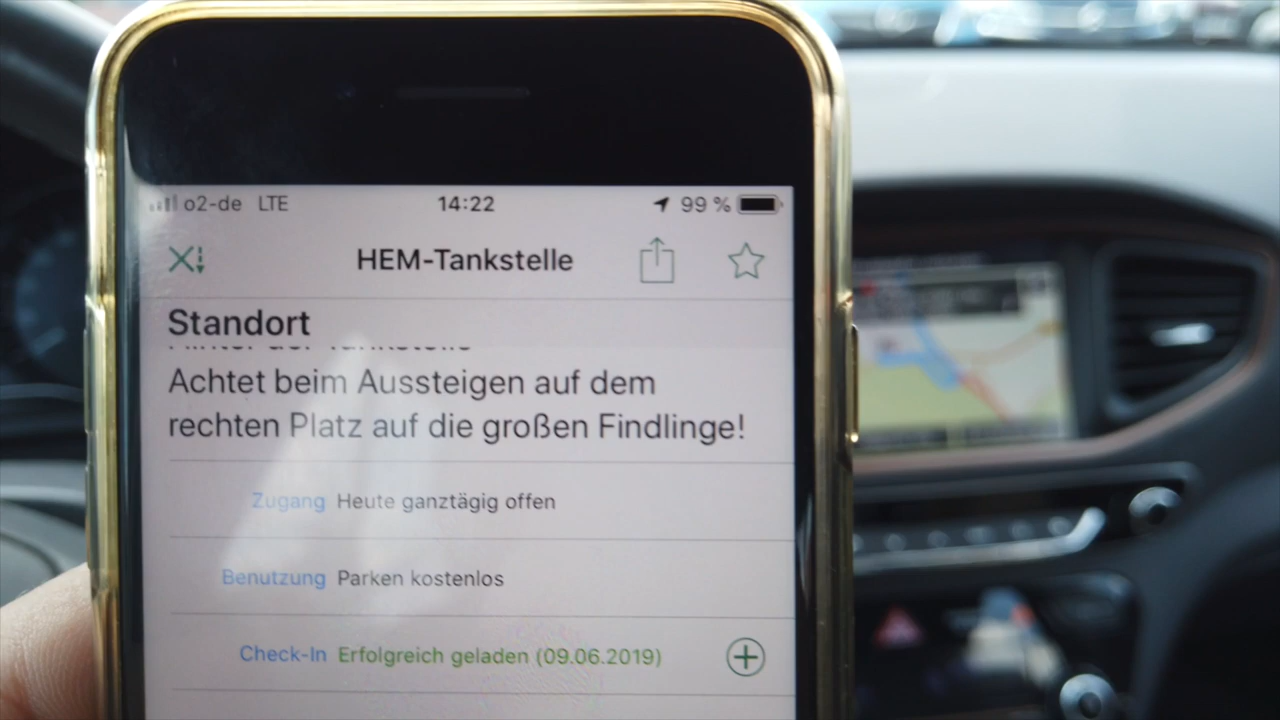 o2-de LTE 14:22 99 %
HEM-Tankstelle
Standort
Achtet beim Aussteigen auf dem
rechten Platz auf die großen Findlinge!
Zugang Heute ganztägig offen
Benutzung Parken kostenlos
Check-In Erfolgreich geladen (09.06.2019)